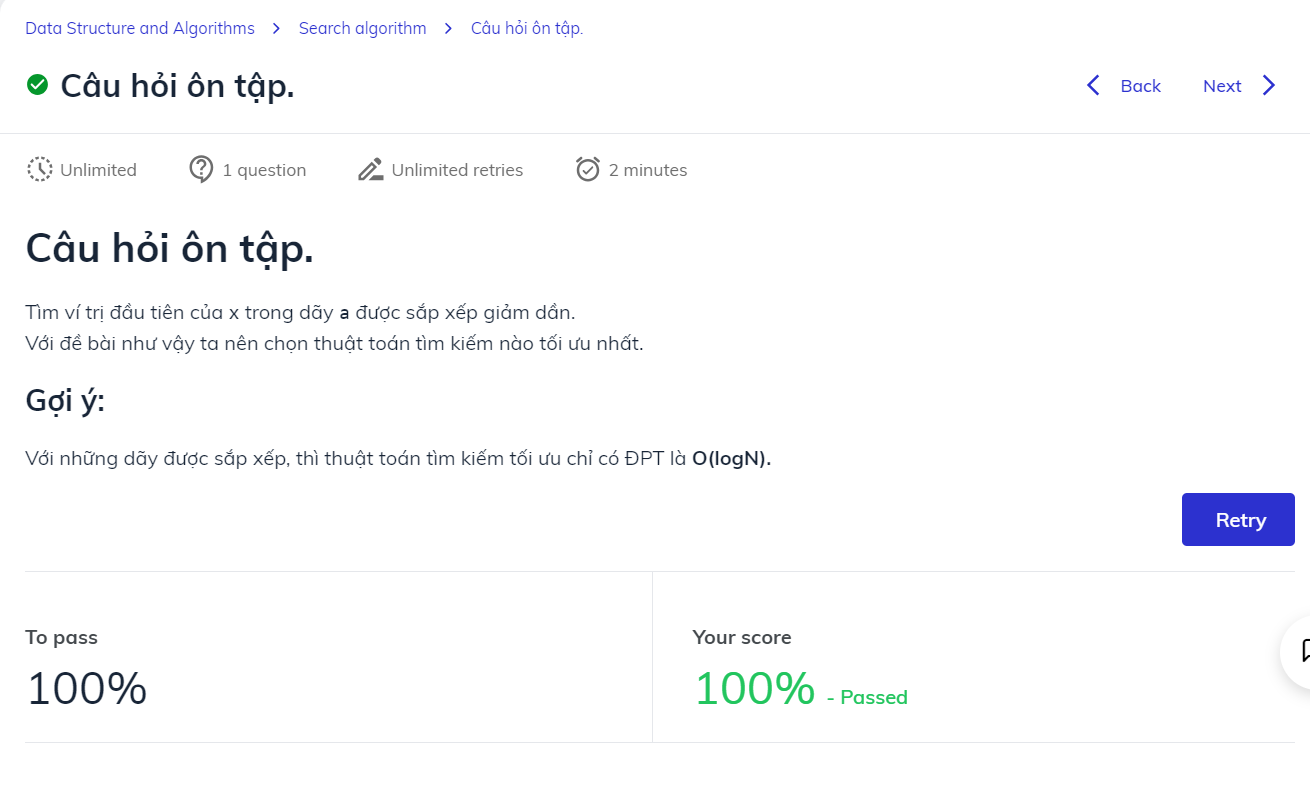 Data Structure and Algorithms > Search algorithm > Câu hỏi ôn tập.
Câu hỏi ôn tập.
Back Next
Unlimited 1 question Unlimited retries 2 minutes
Câu hỏi ôn tập.
Tìm ví trị đầu tiên của x trong dãy a được sắp xếp giảm dần.
Với đề bài như vậy ta nên chọn thuật toán tìm kiếm nào tối ưu nhất.
Gợi ý:
Với những dãy được sắp xếp, thì thuật toán tìm kiếm tối ưu chỉ có ĐPT là O(logN).
Retry
To pass
100%
Your score
100% - Passed